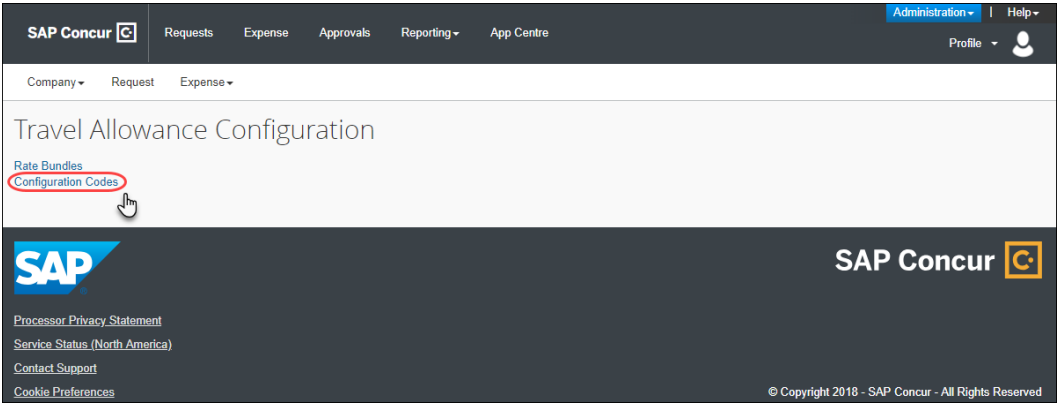 Administration | Help
SAP Concur C Requests Expense Approvals Reporting App Centre
Profile
Company Request Expense
Travel Allowance Configuration
Rate Bundles
Configuration Codes
SAP
SAP Concur C
Processor Privacy Statement
Service Status (North America)
Contact Support
Cookie Preferences
© Copyright 2018 - SAP Concur - All Rights Reserved